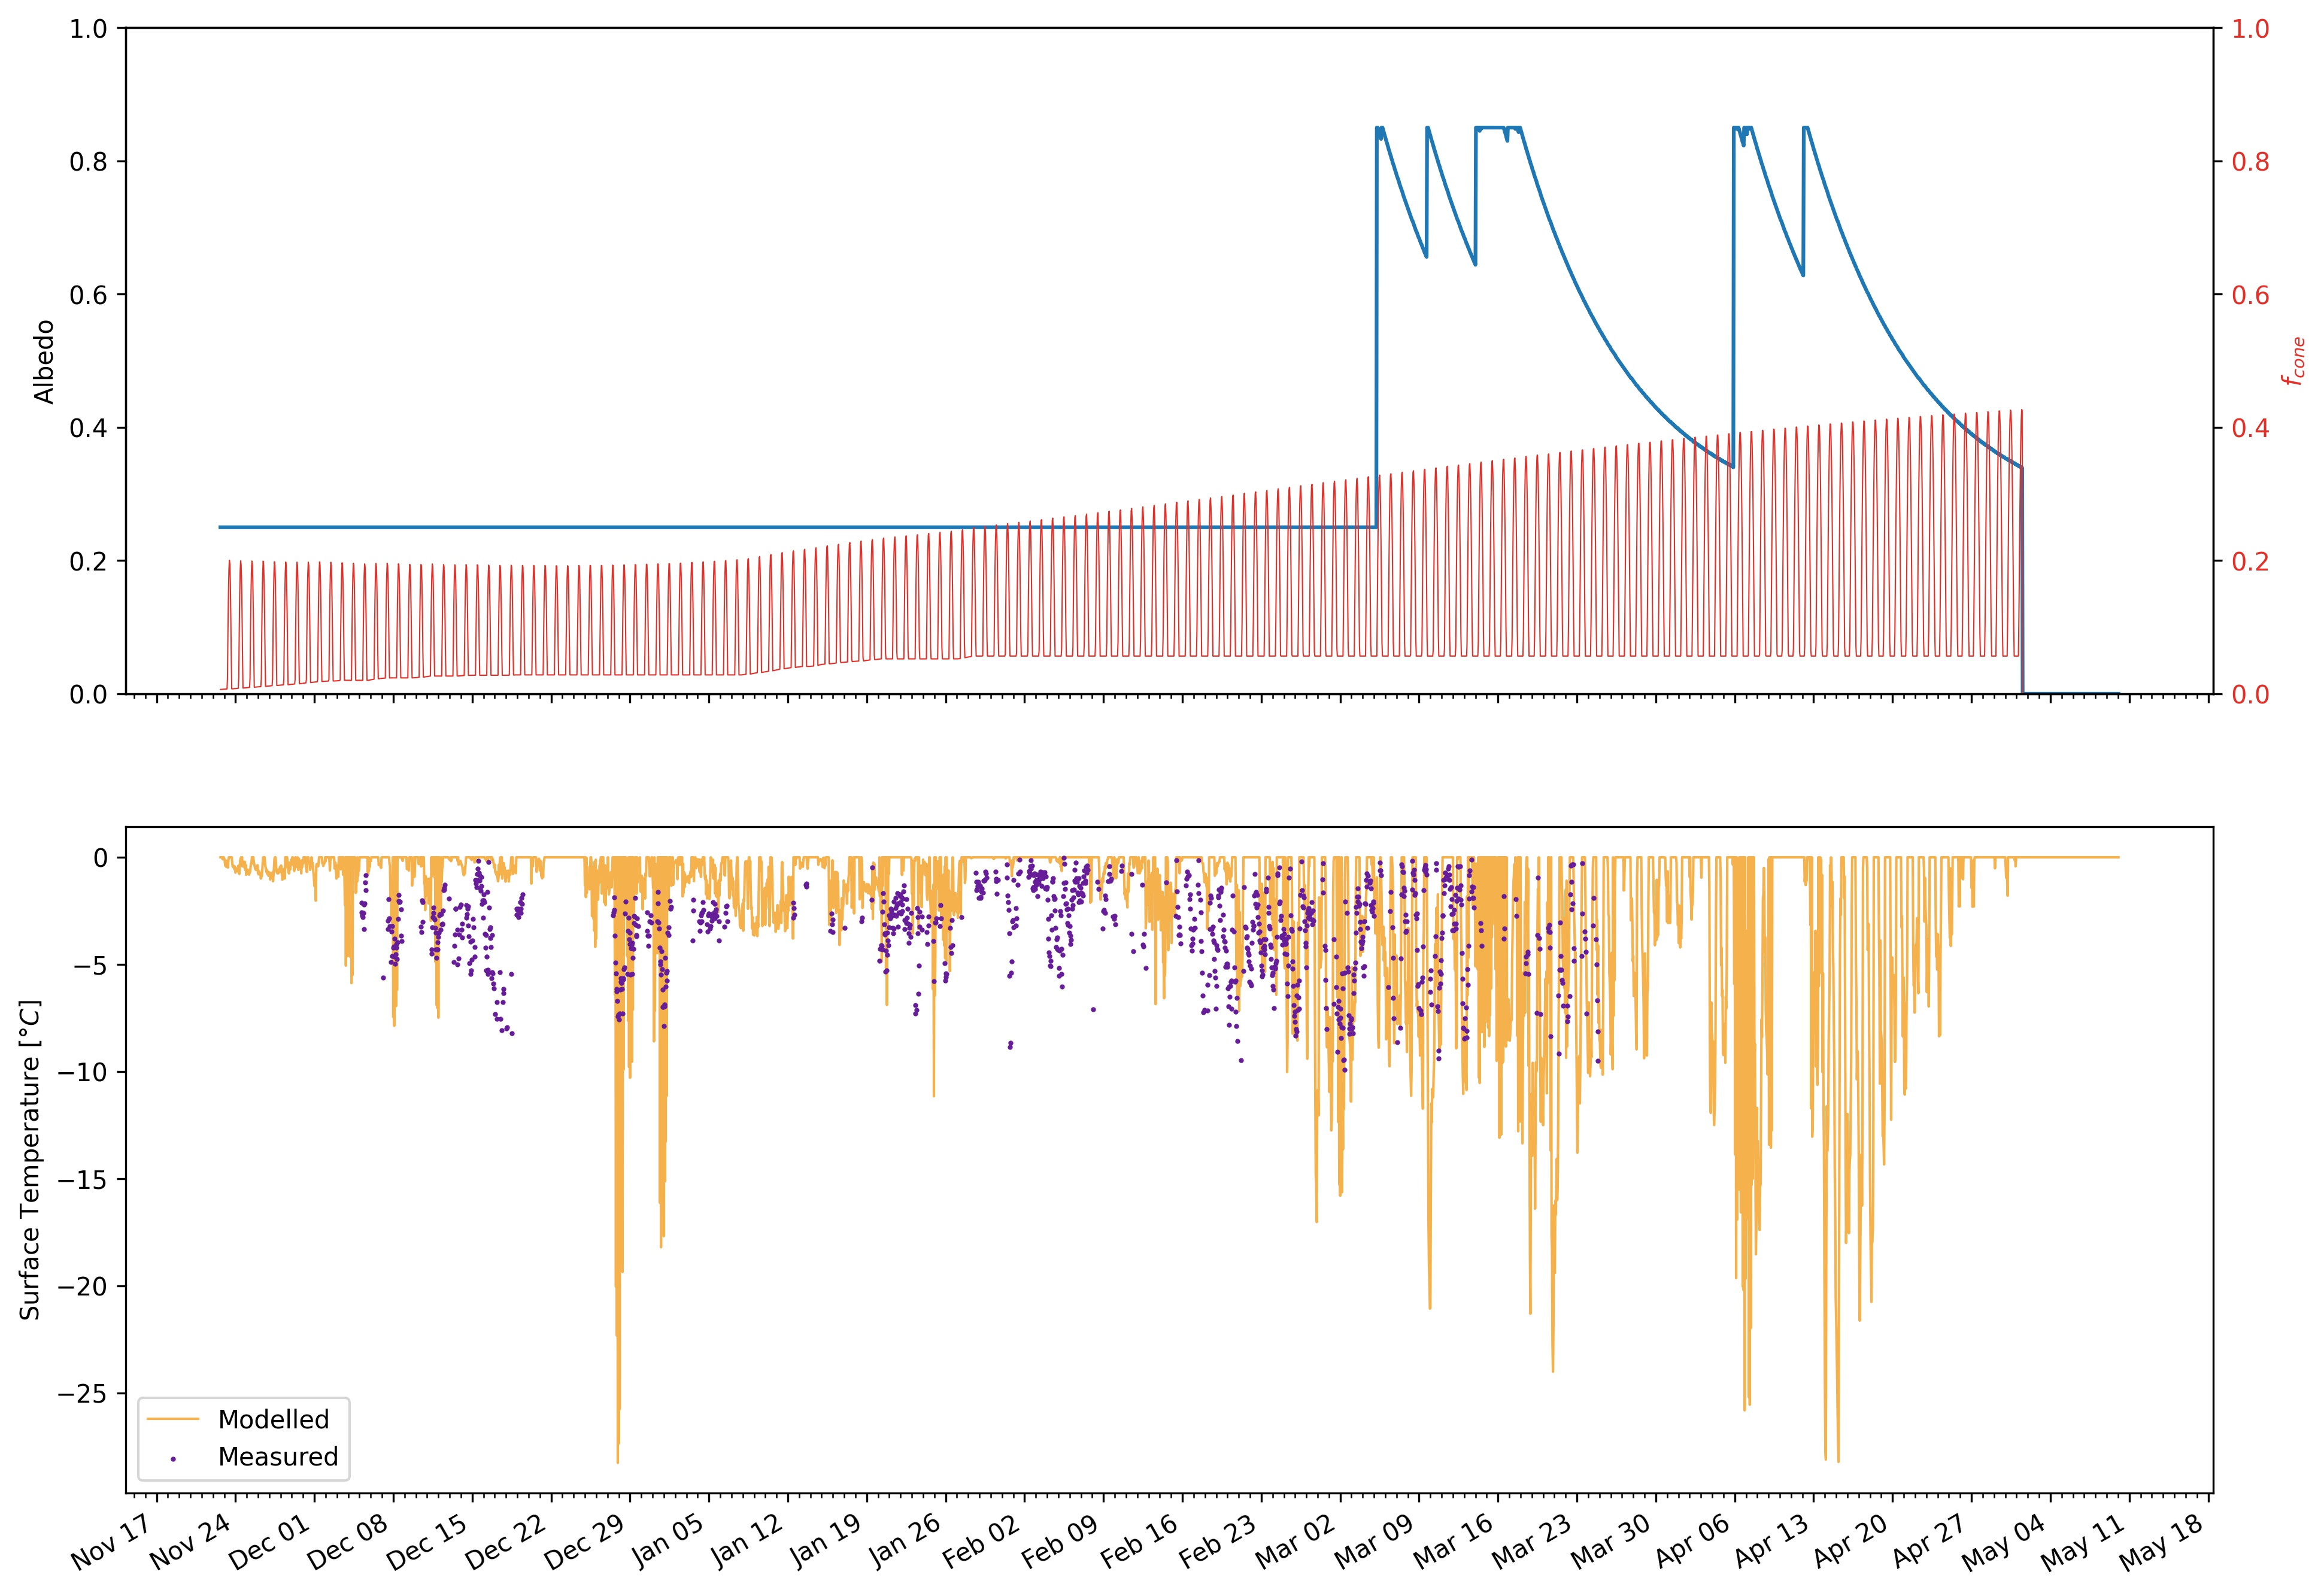 1.0
0.8
0.6
0.4
0.2
0.0
Albedo
1.0
0.8
0.6
0.4
0.2
0.0
f_cone
0
−5
−10
−15
−20
−25
Surface Temperature [°C]
Modelled
Measured
Nov 17
Nov 24
Dec 01
Dec 08
Dec 15
Dec 22
Dec 29
Jan 05
Jan 12
Jan 19
Jan 26
Feb 02
Feb 09
Feb 16
Feb 23
Mar 02
Mar 09
Mar 16
Mar 23
Mar 30
Apr 06
Apr 13
Apr 20
Apr 27
May 04
May 11
May 18